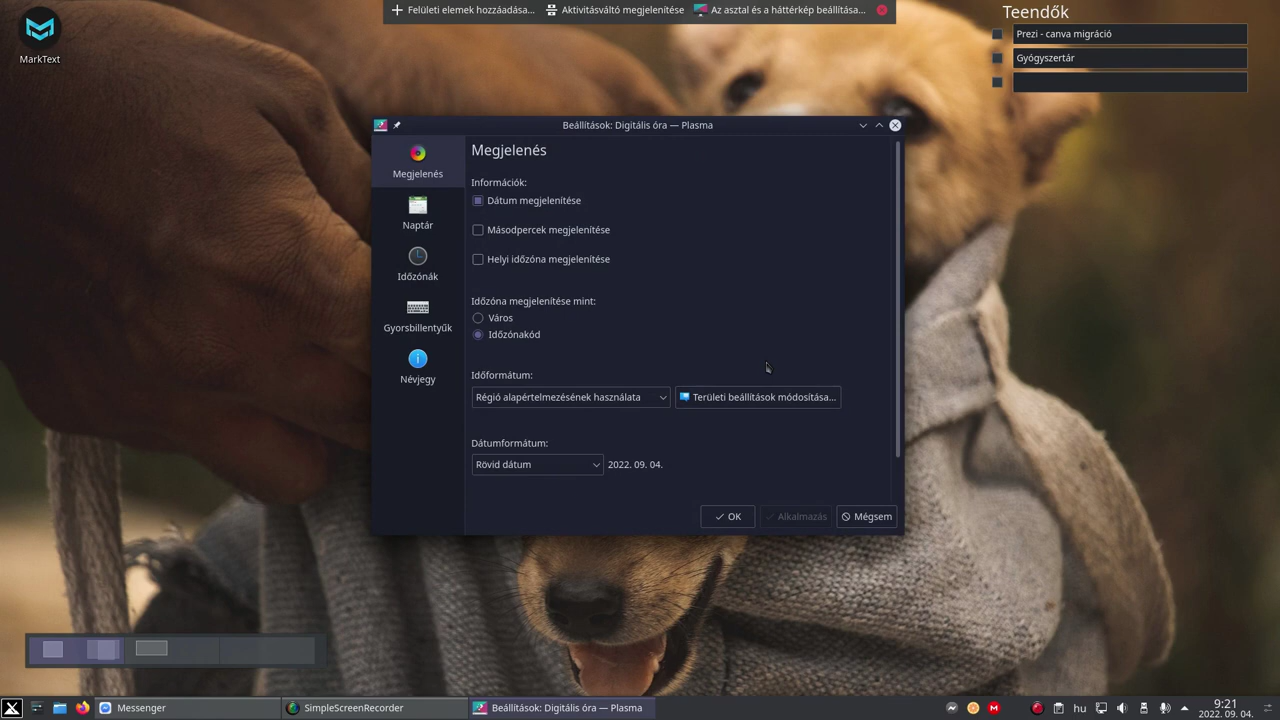 Felületi elemek hozzáadása...
Aktivitásváltó megjelenítése
Az asztal és a háttérkép beállítása...
MarkText
Teendők
Prezi - canva migráció
Gyógyszertár
Beállítások: Digitális óra — Plasma
Megjelenés
Naptár
Időzónák
Gyorsbillentyűk
Névjegy
Megjelenés
Információk:
Dátum megjelenítése
Másodpercek megjelenítése
Helyi időzóna megjelenítése
Időzóna megjelenítése mint:
Város
Időzónakód
Időformátum:
Régió alapértelmezésének használata
Területi beállítások módosítása...
Dátumformátum:
Rövid dátum
2022. 09. 04.
OK
Alkalmazás
Mégsem
Messenger
SimpleScreenRecorder
Beállítások: Digitális óra — Plasma
hu
9:21
2022. 09. 04.